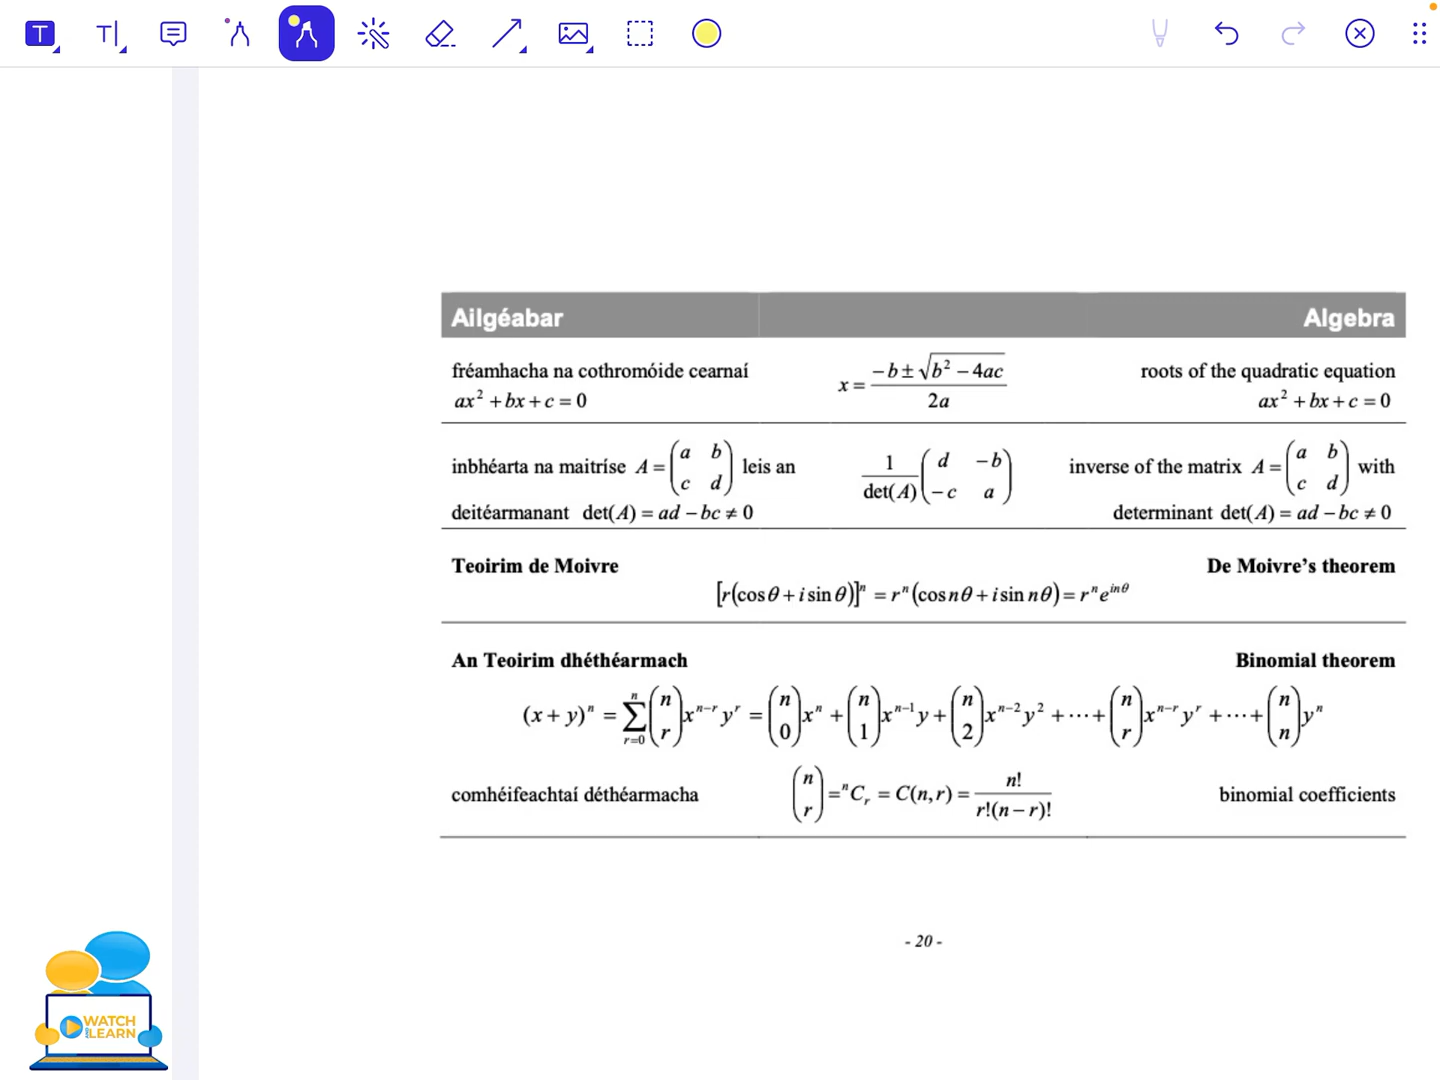 T T|
Ailgéabar Algebra
fréamhacha na cothromóide cearnaí x = (−b ± √(b² − 4ac)) / 2a roots of the quadratic equation
ax² + bx + c = 0 ax² + bx + c = 0
inbhéarta na maitríse A = (a b; c d) leis an 1/det(A) (d −b; −c a) inverse of the matrix A = (a b; c d) with
deitéarmanant det(A) = ad − bc ≠ 0 determinant det(A) = ad − bc ≠ 0
Teoirim de Moivre De Moivre’s theorem
[r(cosθ + i sin θ)]ⁿ = rⁿ(cos nθ + i sin nθ) = rⁿe^{inθ}
An Teoirim dhéthéarmach Binomial theorem
(x + y)ⁿ = ∑_{r=0}^{n} (n r) x^{n−r} y^r = (n 0) xⁿ + (n 1) x^{n−1} y + (n 2) x^{n−2} y² + ··· + (n r) x^{n−r} y^r + ··· + (n n) yⁿ
comhéifeachtaí déthéarmacha (n r) = ⁿC_r = C(n, r) = n! / r!(n − r)! binomial coefficients
- 20 -
WATCH
AND LEARN